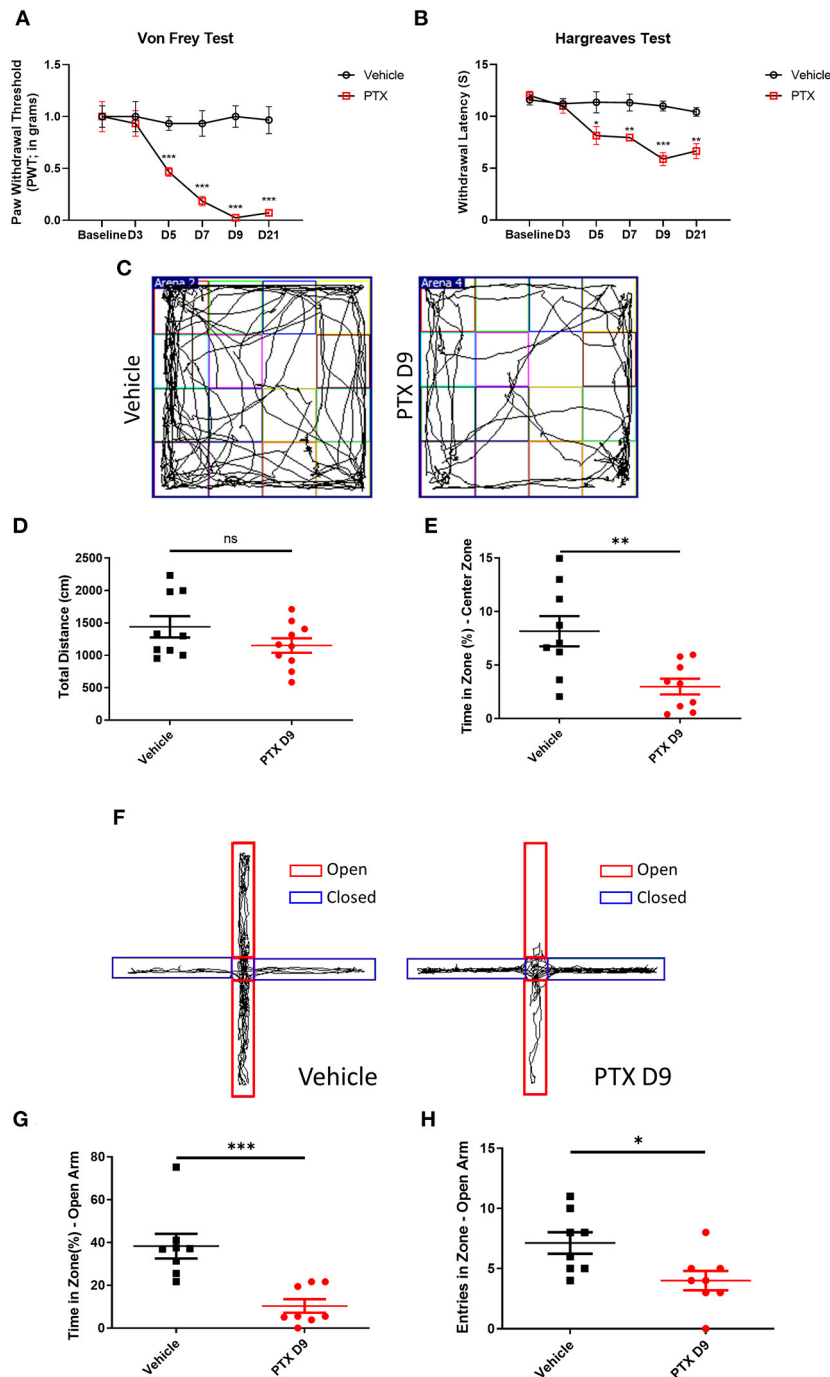 A
Von Frey Test
Paw Withdrawal Threshold
(PWT; in grams)
1.5
1.0
0.5
0.0
Baseline D3 D5 D7 D9 D21
*** *** *** ***
Vehicle
PTX
B
Hargreaves Test
Withdrawal Latency (S)
15
10
5
0
Baseline D3 D5 D7 D9 D21
* ** *** **
Vehicle
PTX
C
Vehicle
Arena 2
PTX D9
Arena 4
D
ns
Total Distance (cm)
2500
2000
1500
1000
500
0
Vehicle
PTX D9
E
**
Time in Zone (%) - Center Zone
15
10
5
0
Vehicle
PTX D9
F
Open
Closed
Vehicle
Open
Closed
PTX D9
G
***
Time in Zone(%) - Open Arm
80
60
40
20
0
Vehicle
PTX D9
H
*
Entries in Zone - Open Arm
15
10
5
0
Vehicle
PTX D9